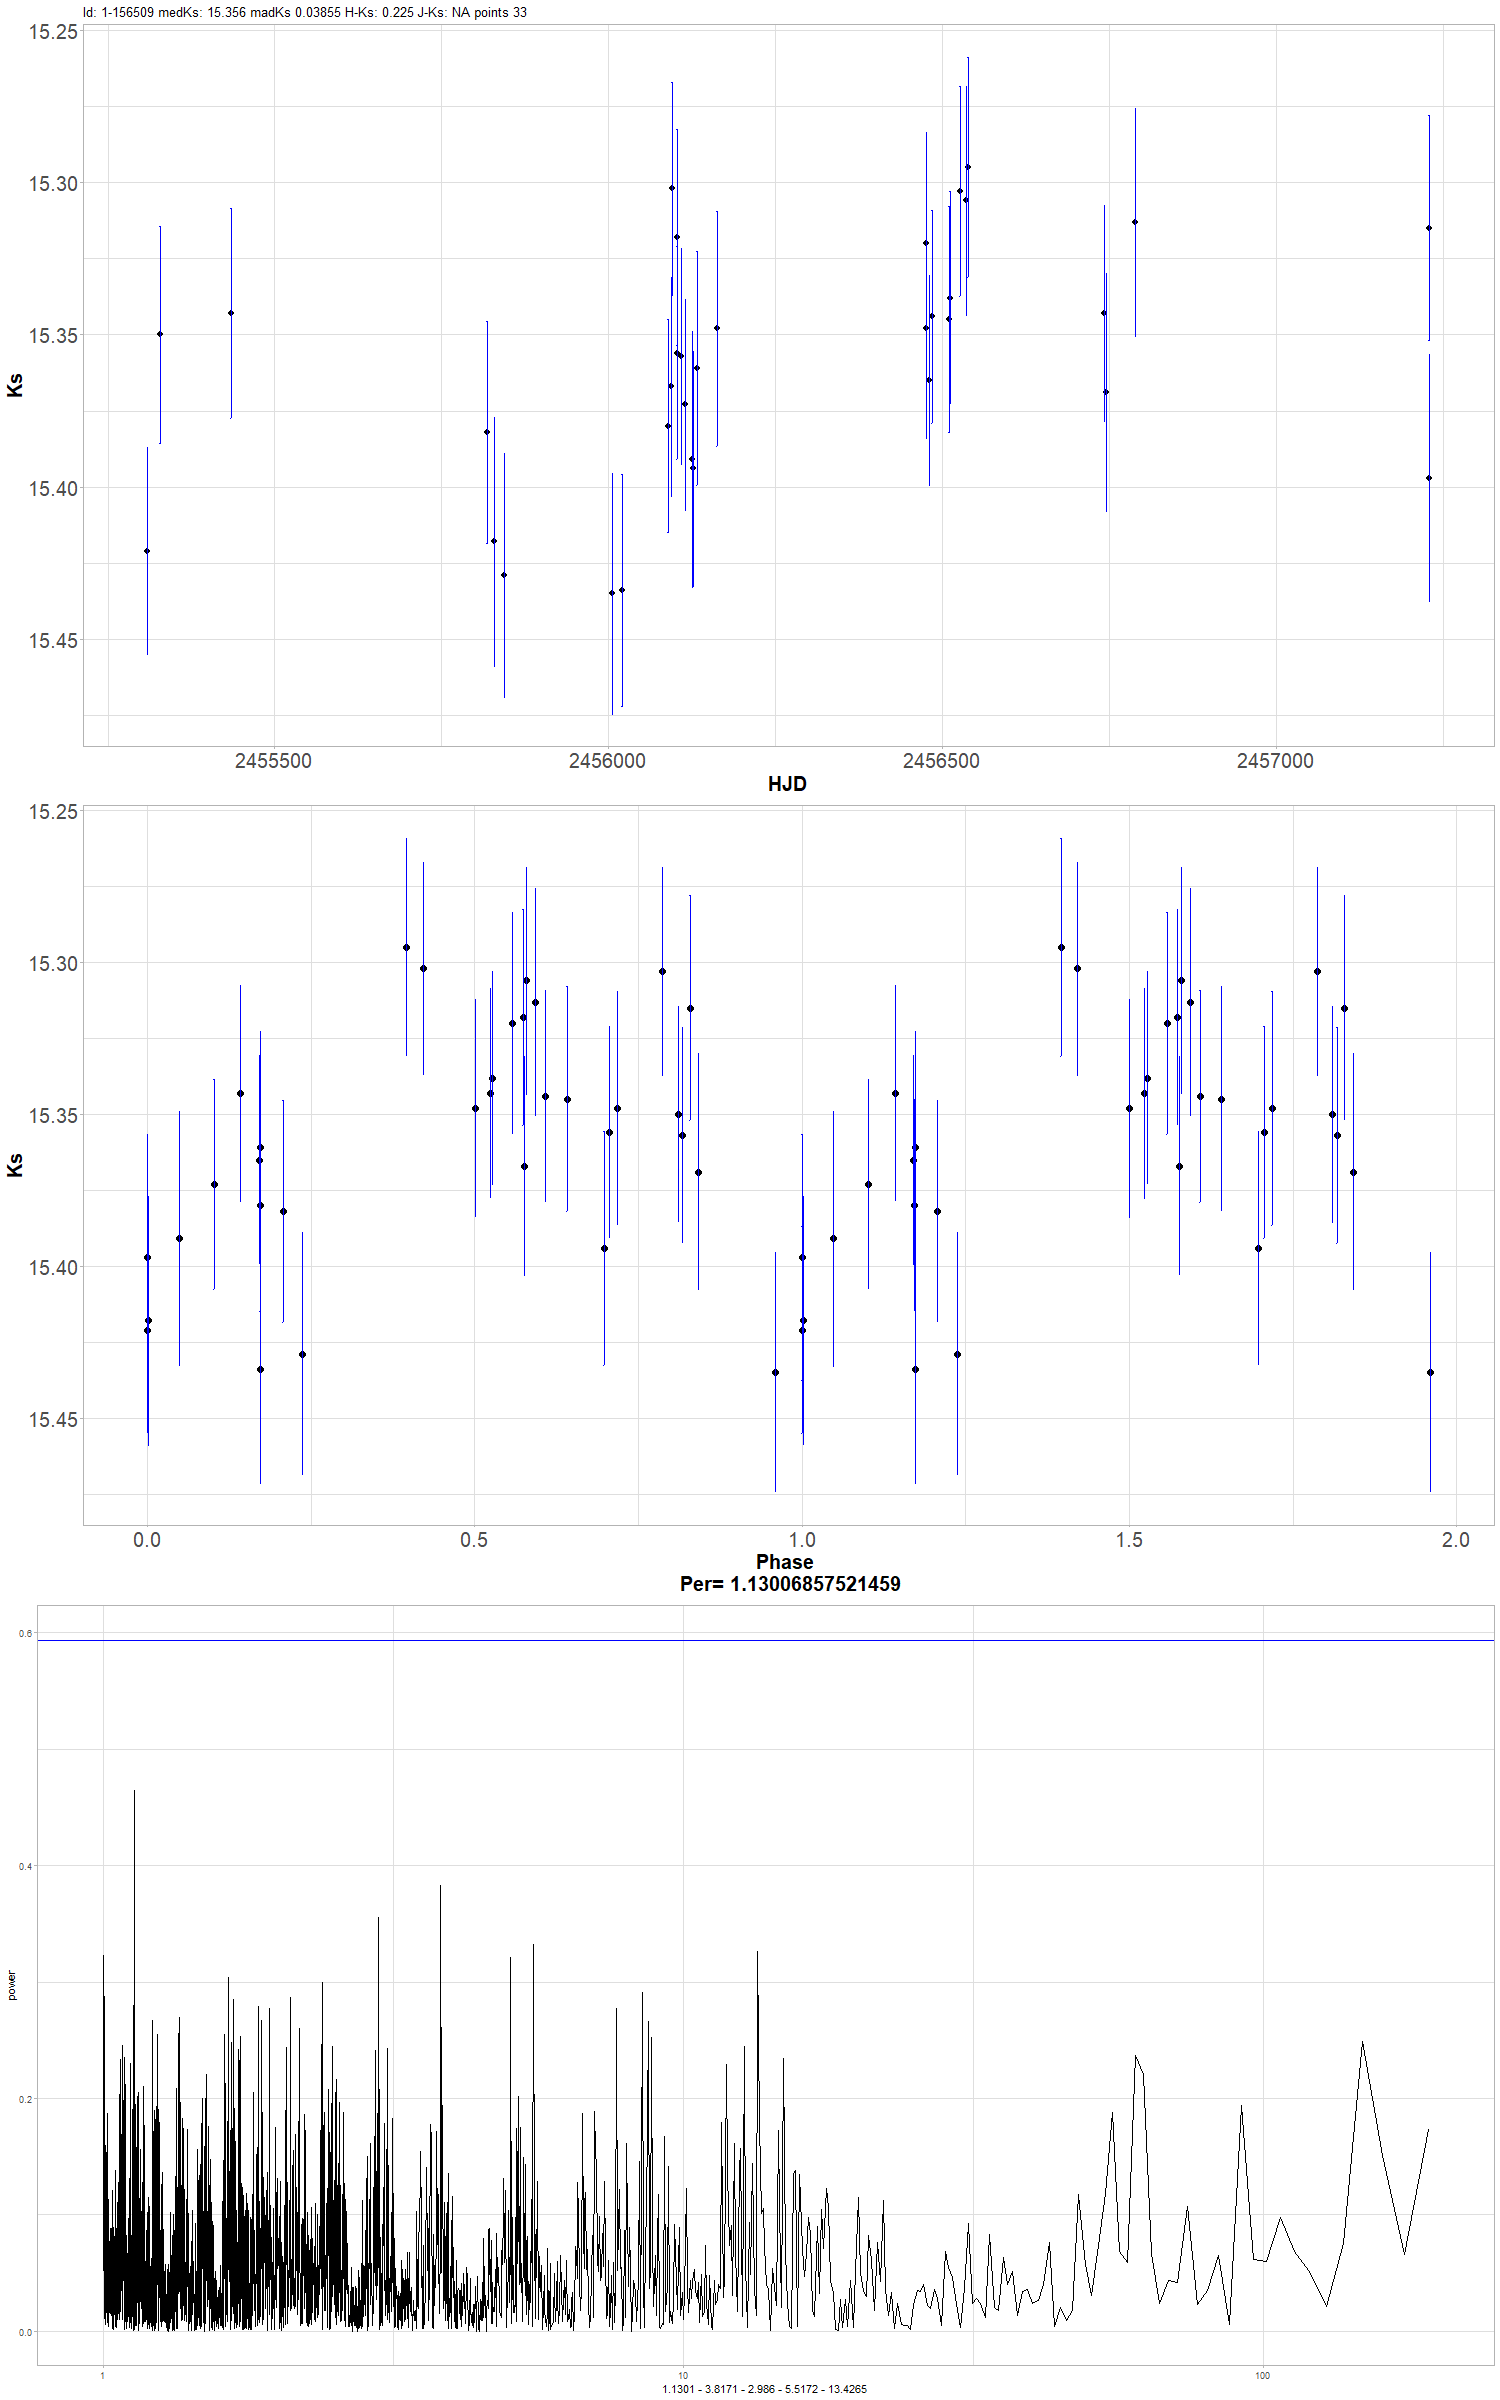 Id: 1-156509 medKs: 15.356 madKs 0.03855 H-Ks: 0.225 J-Ks: NA points 33
15.25
15.30
15.35
15.40
15.45
Ks
2455500 2456000 2456500 2457000
HJD
15.25
15.30
15.35
15.40
15.45
Ks
0.0 0.5 1.0 1.5 2.0
Phase
Per= 1.13006857521459
0.6
0.4
0.2
0.0
power
1 10 100
1.1301 - 3.8171 - 2.986 - 5.5172 - 13.4265